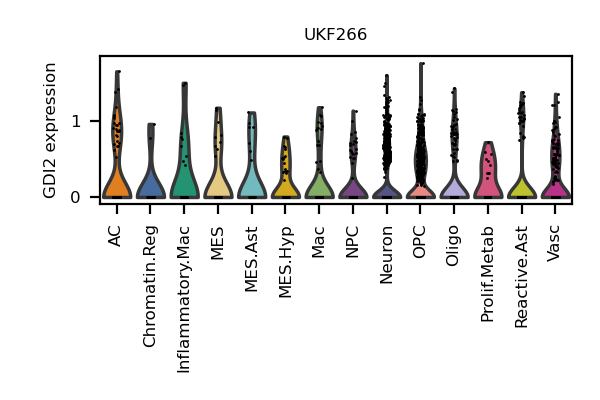 UKF266
GDI2 expression
1
0
AC
Chromatin.Reg
Inflammatory.Mac
MES
MES.Ast
MES.Hyp
Mac
NPC
Neuron
OPC
Oligo
Prolif.Metab
Reactive.Ast
Vasc